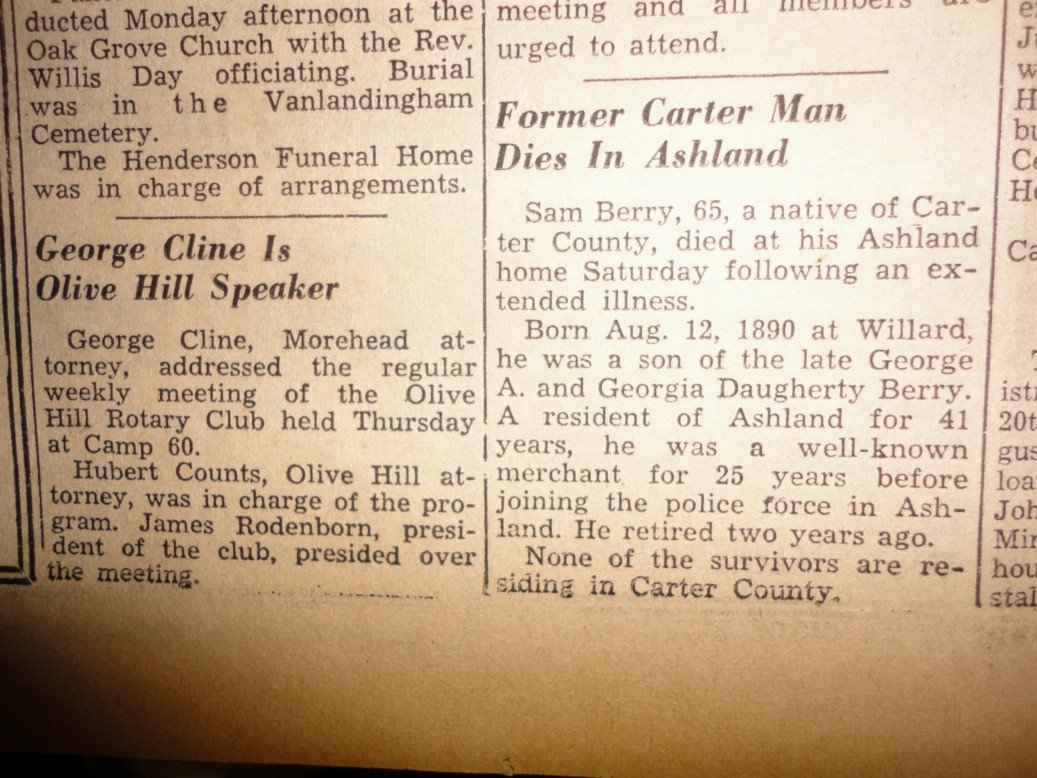 ducted Monday afternoon at the
Oak Grove Church with the Rev.
Willis Day officiating. Burial
was in the Vanlandingham
Cemetery.
The Henderson Funeral Home
was in charge of arrangements.
George Cline Is
Olive Hill Speaker
George Cline, Morehead at-
torney, addressed the regular
weekly meeting of the Olive
Hill Rotary Club held Thursday
at Camp 60.
Hubert Counts, Olive Hill at-
torney, was in charge of the pro-
gram. James Rodenborn, presi-
dent of the club, presided over
the meeting.
meeting and all members are
urged to attend.
Former Carter Man
Dies In Ashland
Sam Berry, 65, a native of Car-
ter County, died at his Ashland
home Saturday following an ex-
tended illness.
Born Aug. 12, 1890 at Willard,
he was a son of the late George
A. and Georgia Daugherty Berry.
A resident of Ashland for 41
years, he was a well-known
merchant for 25 years before
joining the police force in Ash-
land. He retired two years ago.
None of the survivors are re-
siding in Carter County.